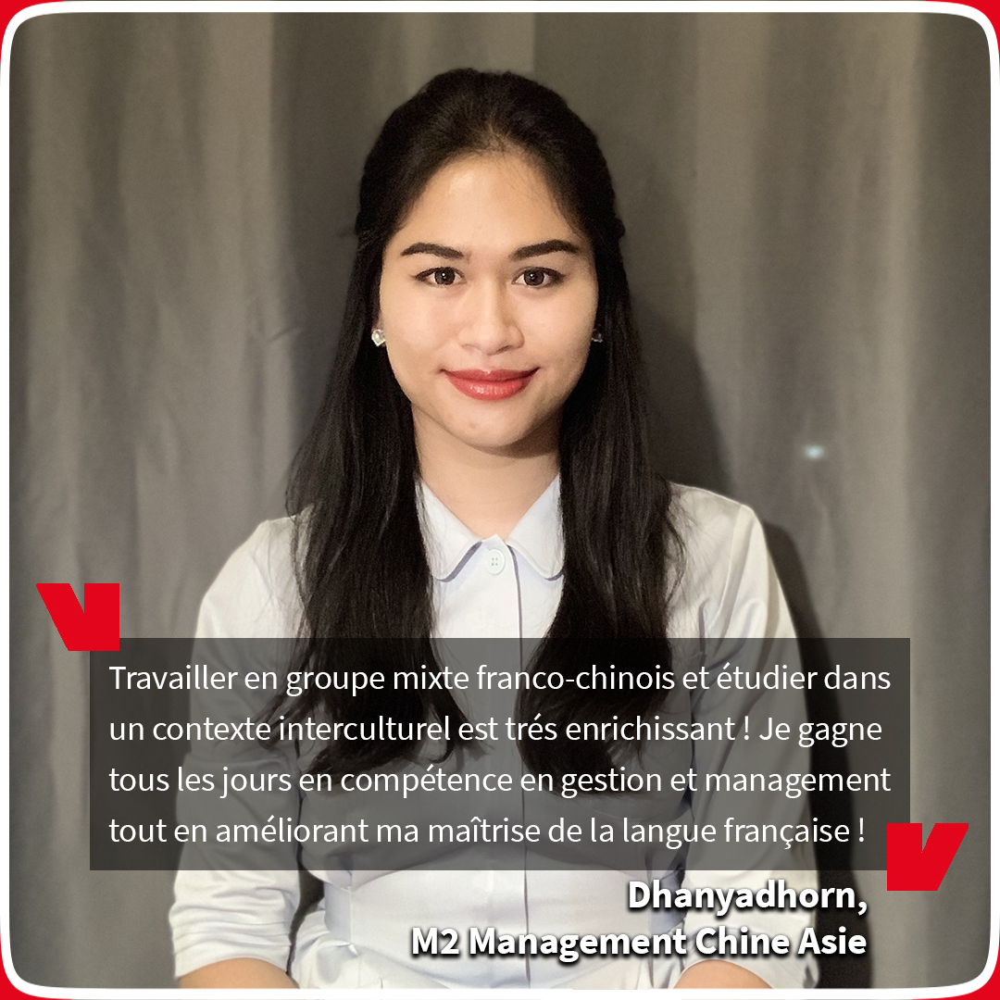 Travailler en groupe mixte franco-chinois et étudier dans
un contexte interculturel est trés enrichissant ! Je gagne
tous les jours en compétence en gestion et management
tout en améliorant ma maîtrise de la langue française !
Dhanyadhorn,
M2 Management Chine Asie